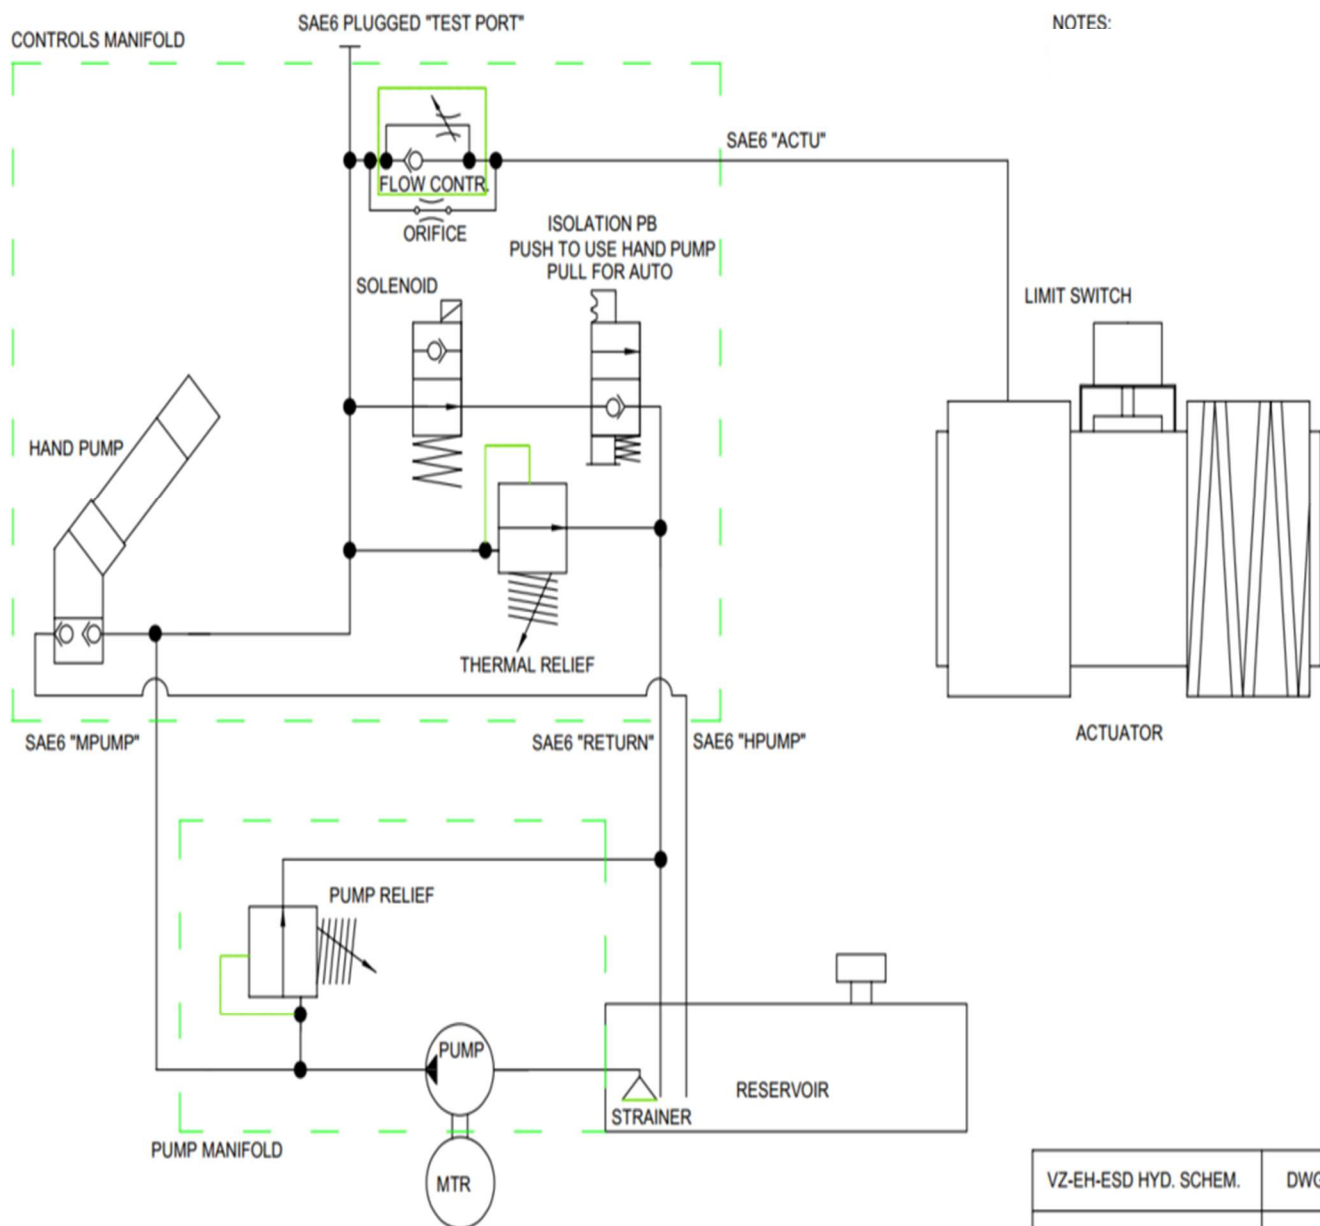 SAE6 PLUGGED "TEST PORT"
NOTES:
CONTROLS MANIFOLD
SAE6 "ACTU"
FLOW CONTR.
ORIFICE
ISOLATION PB
PUSH TO USE HAND PUMP
PULL FOR AUTO
SOLENOID
LIMIT SWITCH
HAND PUMP
THERMAL RELIEF
ACTUATOR
SAE6 "MPUMP"
SAE6 "RETURN"
SAE6 "HPUMP"
PUMP RELIEF
PUMP
RESERVOIR
STRAINER
PUMP MANIFOLD
MTR
VZ-EH-ESD HYD. SCHEM.
DWG